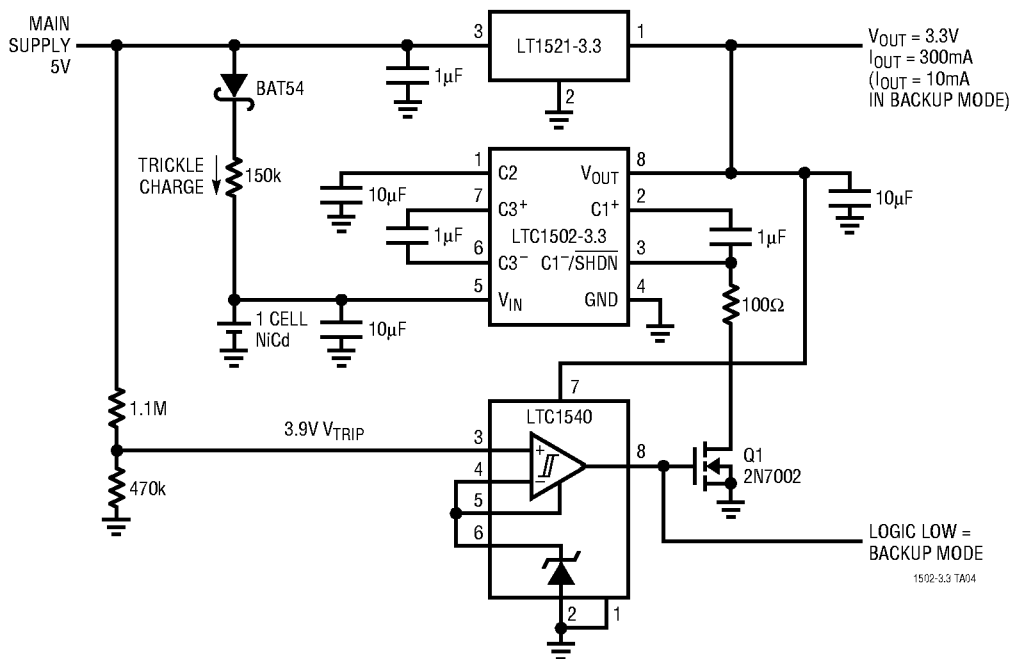 MAIN
SUPPLY
5V
3
LT1521-3.3
1
2
VOUT = 3.3V
IOUT = 300mA
(IOUT = 10mA
IN BACKUP MODE)
1µF
BAT54
TRICKLE
CHARGE
150k
1
C2
VOUT
8
10µF
7
C3+
C1+
2
1µF
LTC1502-3.3
1µF
10µF
6
C3−
C1−/SHDN
3
5
VIN
GND
4
100Ω
1 CELL
NiCd
10µF
7
LTC1540
1.1M
3.9V VTRIP
3
+
8
4
−
470k
5
6
Q1
2N7002
2
1
LOGIC LOW =
BACKUP MODE
1502-3.3 TA04